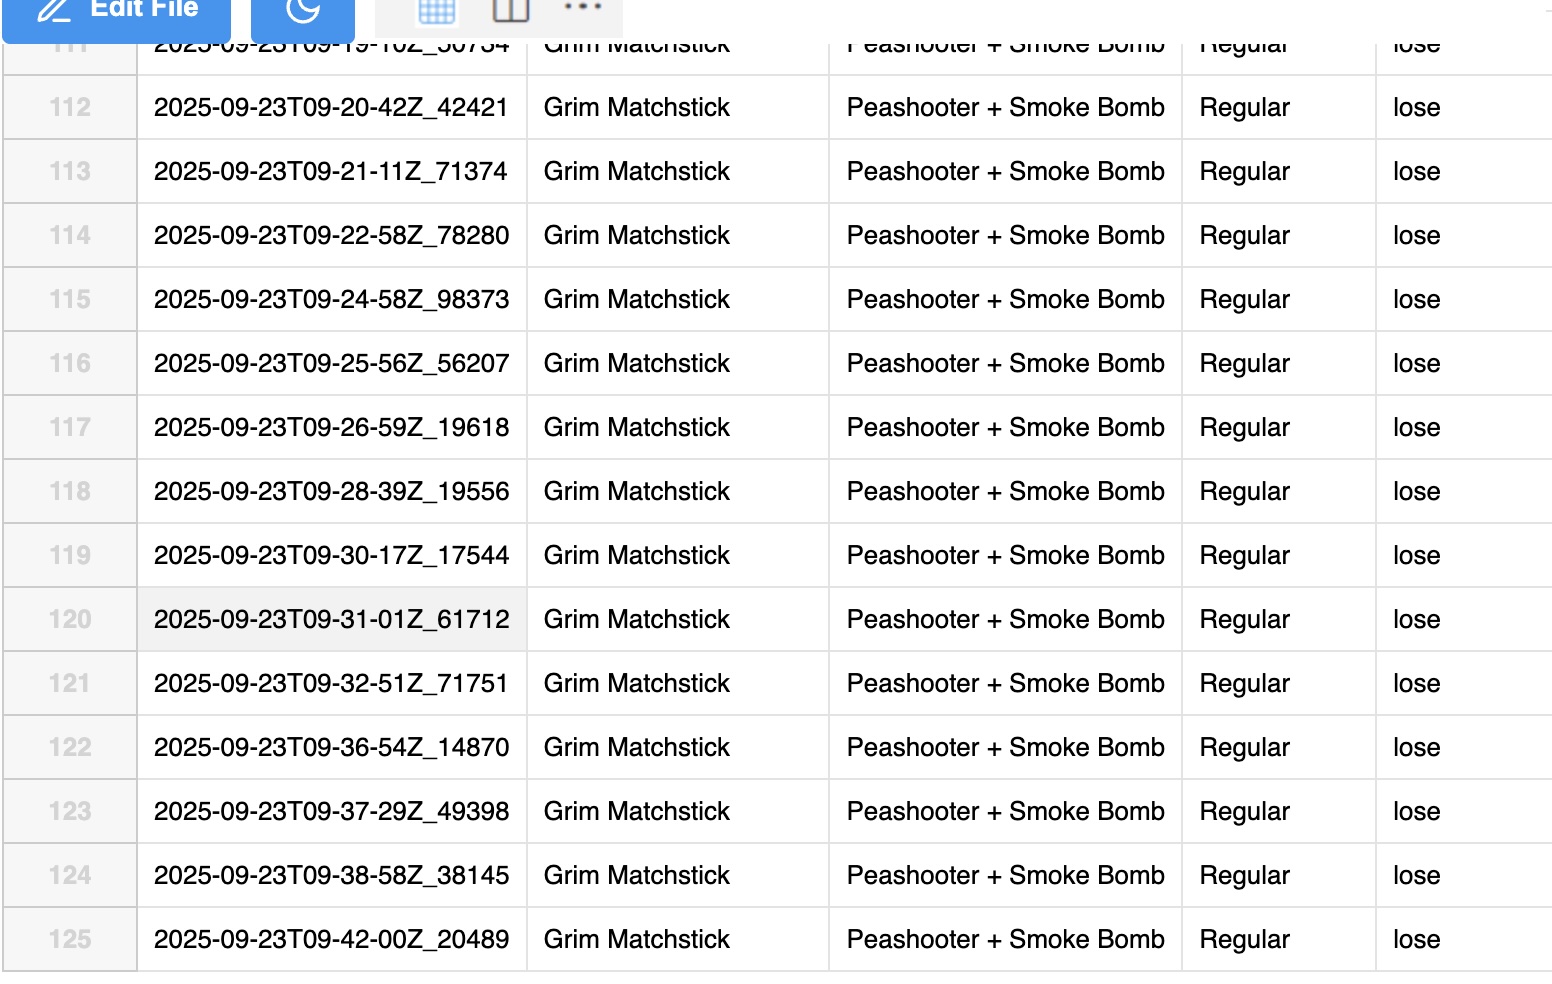 Edit File
111 2025-09-23T09-19-10Z_50754 Grim Matchstick Peashooter + Smoke Bomb Regular lose
112 2025-09-23T09-20-42Z_42421 Grim Matchstick Peashooter + Smoke Bomb Regular lose
113 2025-09-23T09-21-11Z_71374 Grim Matchstick Peashooter + Smoke Bomb Regular lose
114 2025-09-23T09-22-58Z_78280 Grim Matchstick Peashooter + Smoke Bomb Regular lose
115 2025-09-23T09-24-58Z_98373 Grim Matchstick Peashooter + Smoke Bomb Regular lose
116 2025-09-23T09-25-56Z_56207 Grim Matchstick Peashooter + Smoke Bomb Regular lose
117 2025-09-23T09-26-59Z_19618 Grim Matchstick Peashooter + Smoke Bomb Regular lose
118 2025-09-23T09-28-39Z_19556 Grim Matchstick Peashooter + Smoke Bomb Regular lose
119 2025-09-23T09-30-17Z_17544 Grim Matchstick Peashooter + Smoke Bomb Regular lose
120 2025-09-23T09-31-01Z_61712 Grim Matchstick Peashooter + Smoke Bomb Regular lose
121 2025-09-23T09-32-51Z_71751 Grim Matchstick Peashooter + Smoke Bomb Regular lose
122 2025-09-23T09-36-54Z_14870 Grim Matchstick Peashooter + Smoke Bomb Regular lose
123 2025-09-23T09-37-29Z_49398 Grim Matchstick Peashooter + Smoke Bomb Regular lose
124 2025-09-23T09-38-58Z_38145 Grim Matchstick Peashooter + Smoke Bomb Regular lose
125 2025-09-23T09-42-00Z_20489 Grim Matchstick Peashooter + Smoke Bomb Regular lose